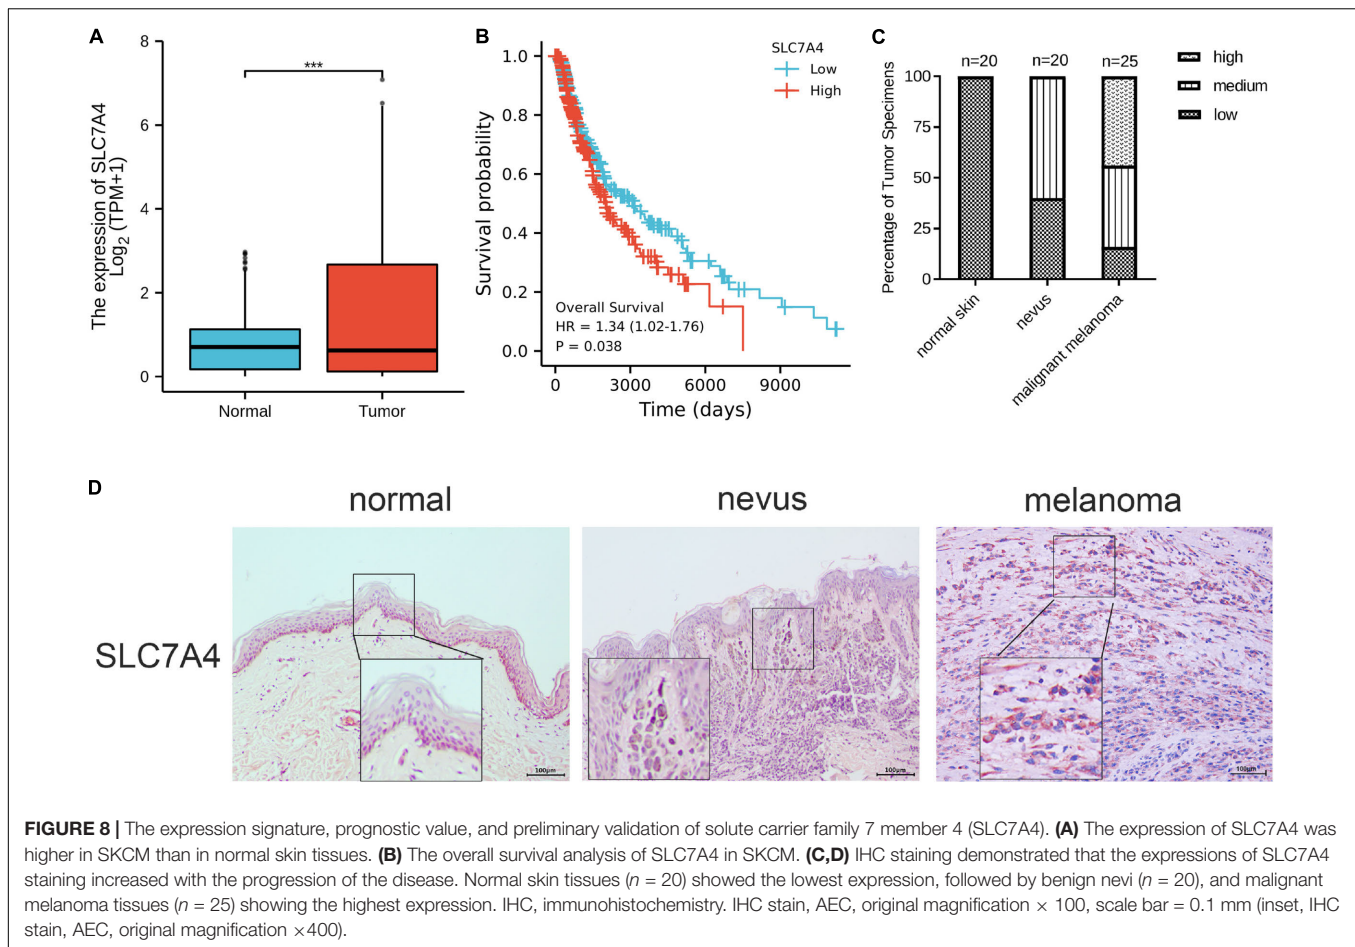 A
8
6
4
2
0
The expression of SLC7A4
Log2 (TPM+1)
***
Normal
Tumor
B
1.0
0.8
0.6
0.4
0.2
0.0
Survival probability
SLC7A4
Low
High
Overall Survival
HR = 1.34 (1.02-1.76)
P = 0.038
0
3000
6000
9000
Time (days)
C
n=20
n=20
n=25
100
75
50
25
0
Percentage of Tumor Specimens
normal skin
nevus
malignant melanoma
high
medium
low
D
normal
nevus
melanoma
SLC7A4
100μm
100μm
100μm
FIGURE 8 | The expression signature, prognostic value, and preliminary validation of solute carrier family 7 member 4 (SLC7A4). (A) The expression of SLC7A4 was
higher in SKCM than in normal skin tissues. (B) The overall survival analysis of SLC7A4 in SKCM. (C,D) IHC staining demonstrated that the expressions of SLC7A4
staining increased with the progression of the disease. Normal skin tissues (n = 20) showed the lowest expression, followed by benign nevi (n = 20), and malignant
melanoma tissues (n = 25) showing the highest expression. IHC, immunohistochemistry. IHC stain, AEC, original magnification × 100, scale bar = 0.1 mm (inset, IHC
stain, AEC, original magnification ×400).